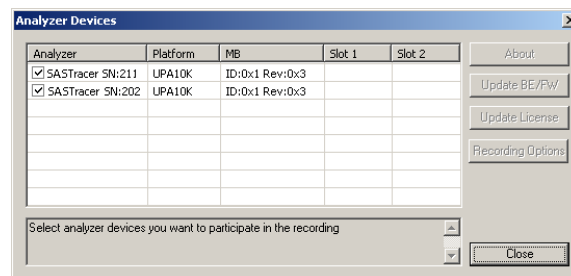 Analyzer Devices
Analyzer Platform MB Slot 1 Slot 2
SASTracer SN:211 UPA10K ID:0x1 Rev:0x3
SASTracer SN:202 UPA10K ID:0x1 Rev:0x3
About
Update BE/FW
Update License
Recording Options
Select analyzer devices you want to participate in the recording
Close